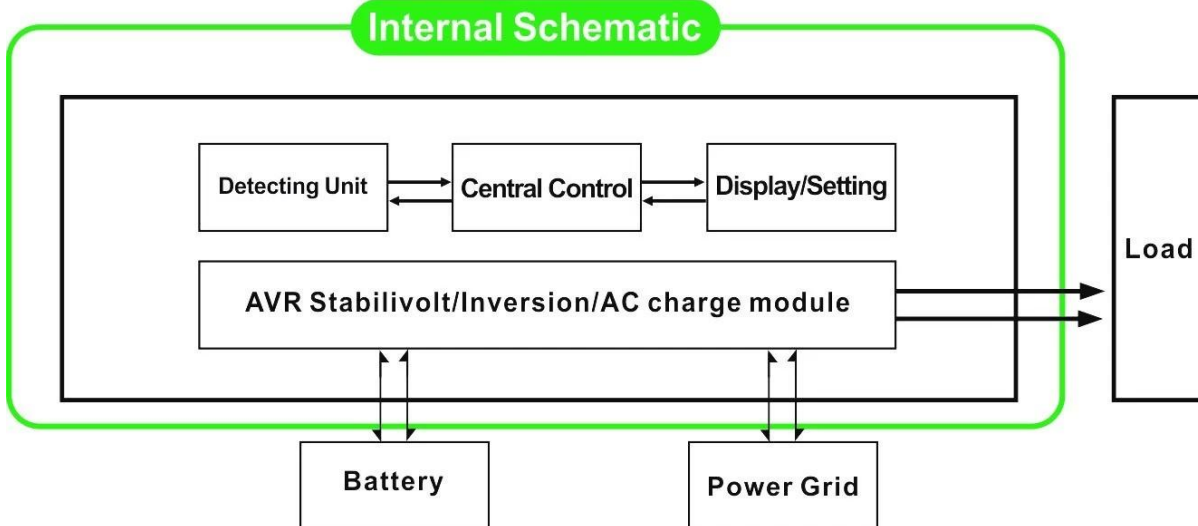 Internal Schematic
Detecting Unit
Central Control
Display/Setting
Load
AVR Stabilivolt/Inversion/AC charge module
Battery
Power Grid